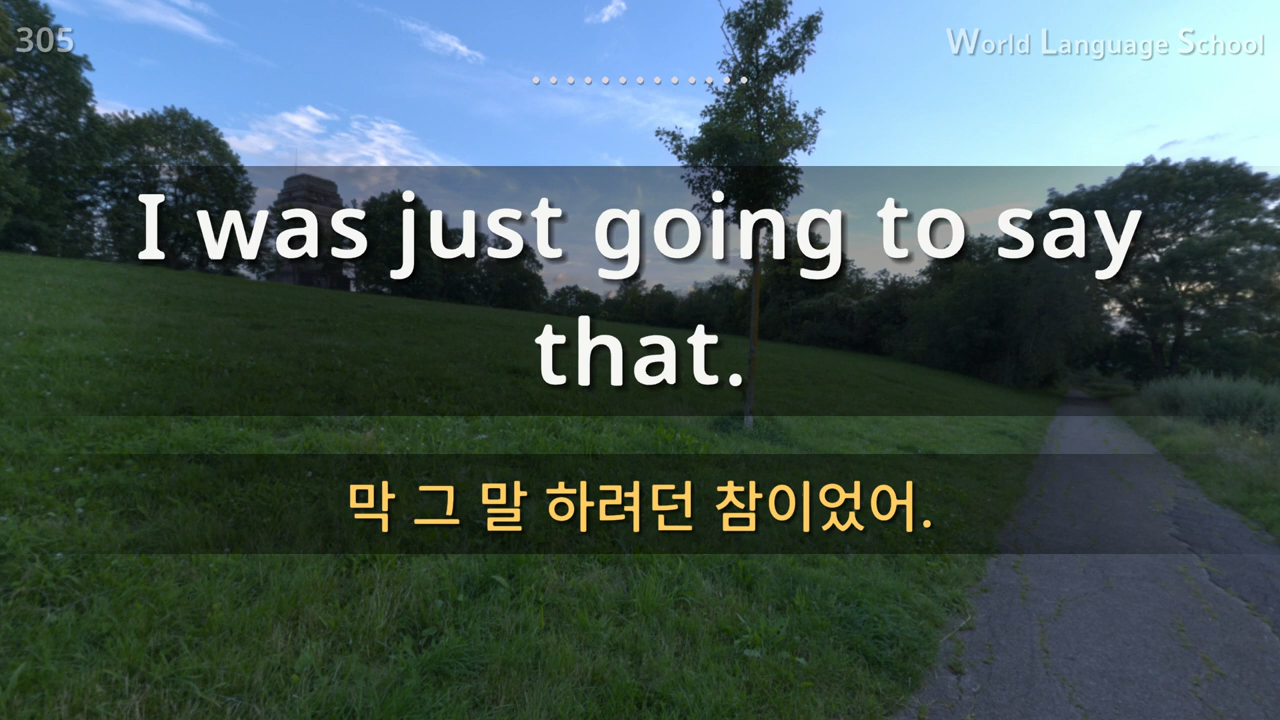 305
World Language School
I was just going to say
that.
막 그 말 하려던 참이었어.